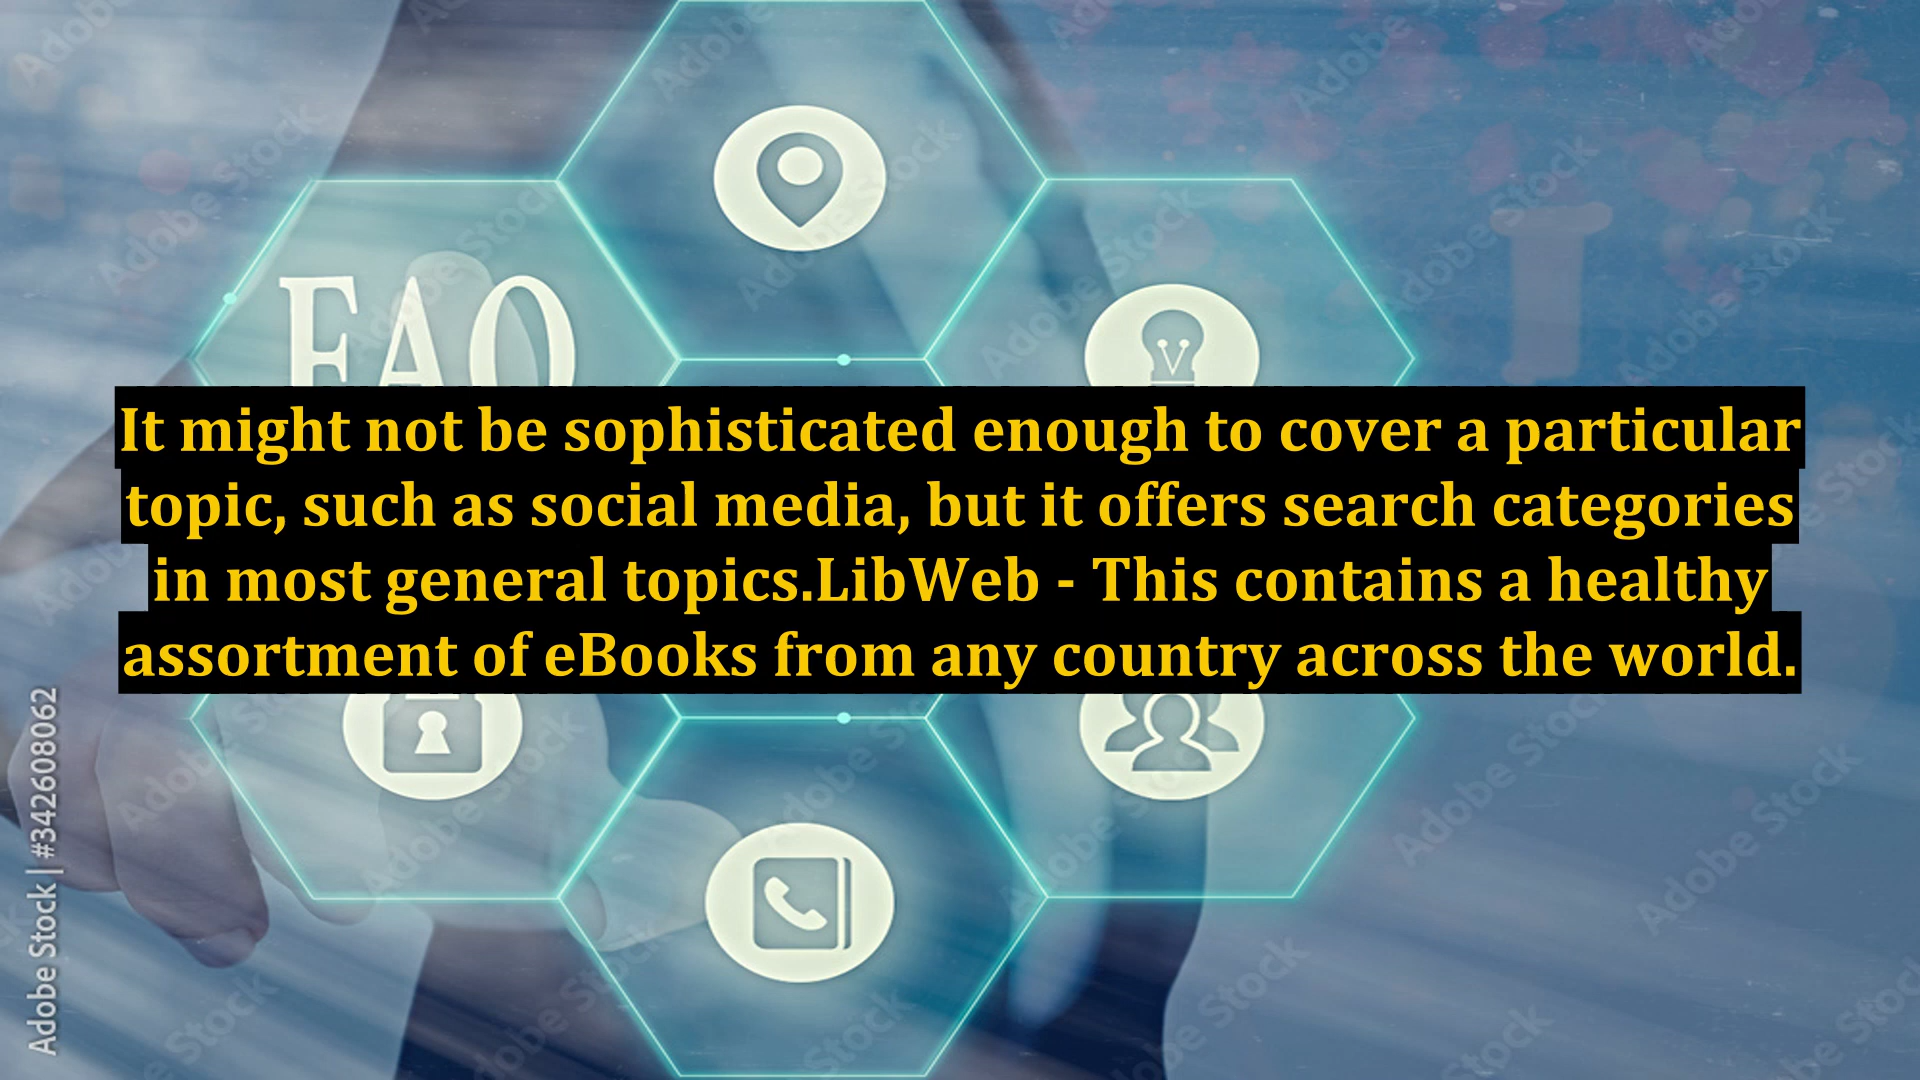 FAQ
It might not be sophisticated enough to cover a particular
topic, such as social media, but it offers search categories
in most general topics.LibWeb - This contains a healthy
assortment of eBooks from any country across the world.
Adobe Stock | #342608062